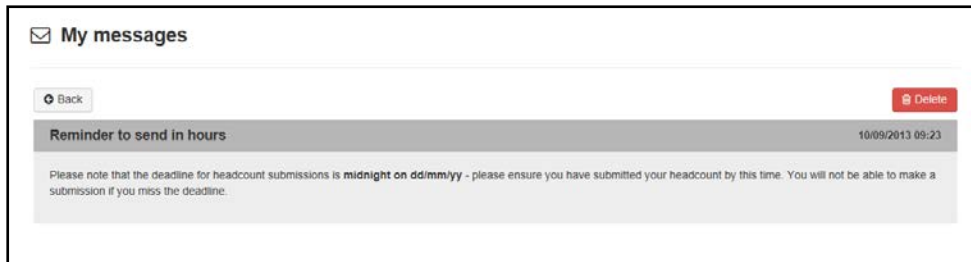 My messages
Back
Delete
Reminder to send in hours
10/09/2013 09:23
Please note that the deadline for headcount submissions is midnight on dd/mm/yy - please ensure you have submitted your headcount by this time. You will not be able to make a
submission if you miss the deadline.